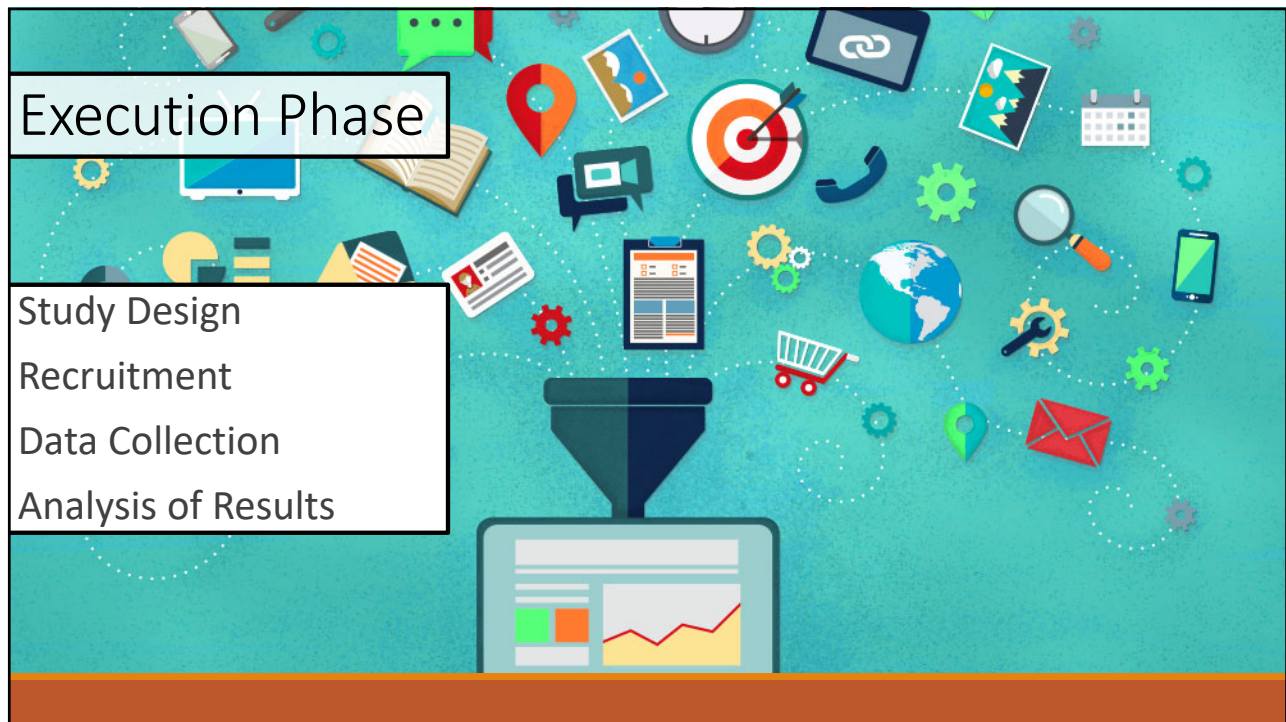 Execution Phase
Study Design
Recruitment
Data Collection
Analysis of Results